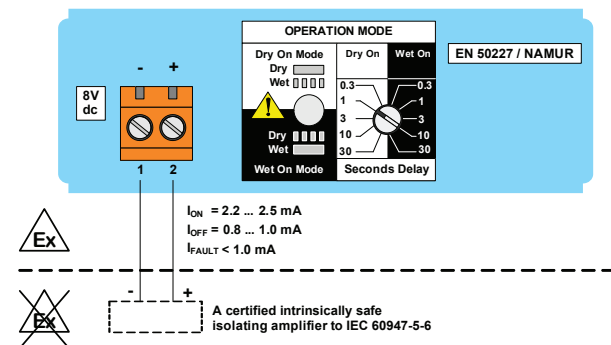 OPERATION MODE
Dry On Mode
Dry
Wet
Dry
Wet
Wet On Mode
Dry On
Wet On
0.3
0.3
1
1
3
3
10
10
30
30
Seconds Delay
EN 50227 / NAMUR
- +
8V
dc
1 2
Ex
ION = 2.2 ... 2.5 mA
IOFF = 0.8 ... 1.0 mA
IFAULT < 1.0 mA
- +
Ex
A certified intrinsically safe
isolating amplifier to IEC 60947-5-6